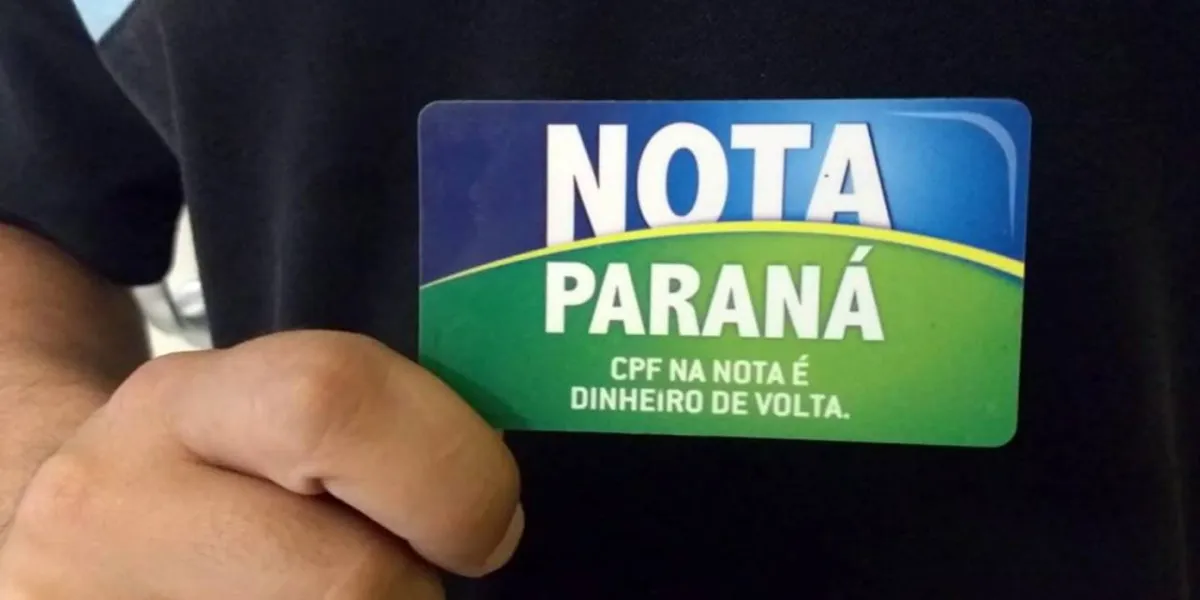 NOTA
PARANÁ
CPF NA NOTA É
DINHEIRO DE VOLTA.